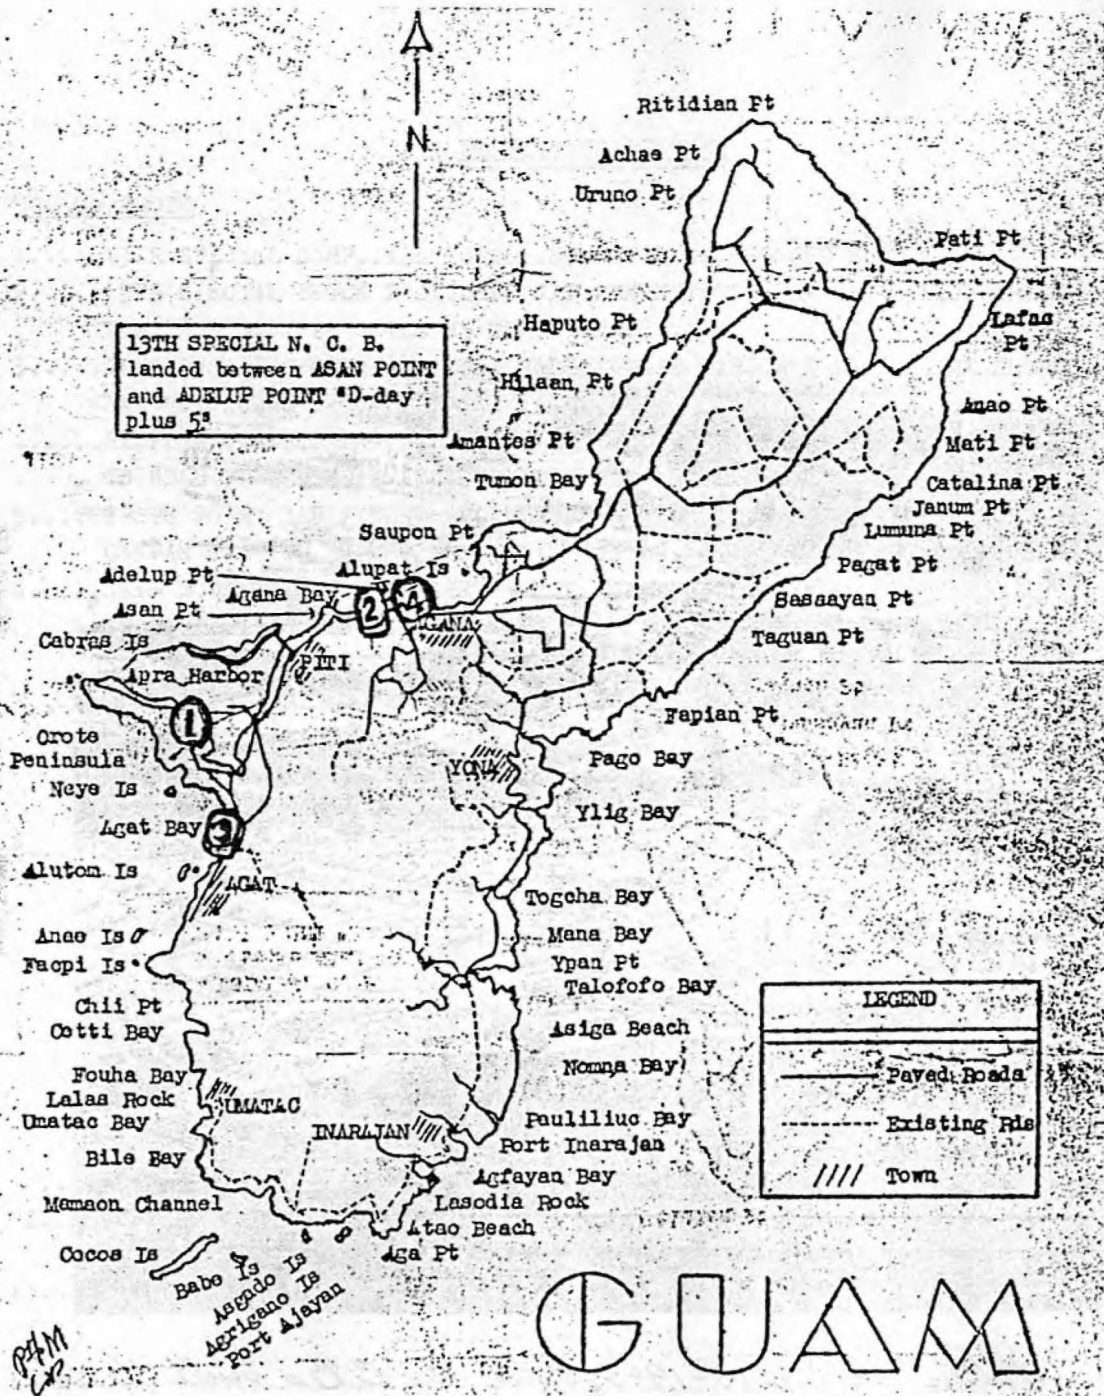 N
Ritidian Pt
Achae Pt
Uruno Pt
Pati Pt
Haputo Pt
Lafac
Pt
13TH SPECIAL N. C. B.
landed between ASAN POINT
and ADELUP POINT "D-day
plus 5"
Hilaan Pt
Anao Pt
Amantes Pt
Mati Pt
Tumon Bay
Catalina Pt
Janum Pt
Saupon Pt
Lumuna Pt
Adelup Pt
Alupat Is
Pagat Pt
Agana Bay
2
4
Sassayan Pt
Asan Pt
AGANA
Taguan Pt
Cabras Is
PITI
Apra Harbor
Fapian Pt
1
Orote
Peninsula
YONA
Pago Bay
Neye Is
Ylig Bay
Agat Bay
3
Alutom Is
AGAT
Togcha Bay
Anae Is
Mana Bay
Facpi Is
Ypan Pt
Talofofo Bay
Chii Pt
Cetti Bay
Asiga Beach
Nomna Bay
Fouha Bay
Lalas Rock
UMATAC
Umatac Bay
INARAJAN
Pauliluc Bay
Port Inarajan
Bile Bay
Agfayan Bay
Mamaon Channel
Lasodia Rock
Atao Beach
Aga Pt
Cocos Is
Babe Is
Asgado Is
Agrigano Is
Port Ajayan
LEGEND
Paved Roads
Existing Rds
Town
GUAM